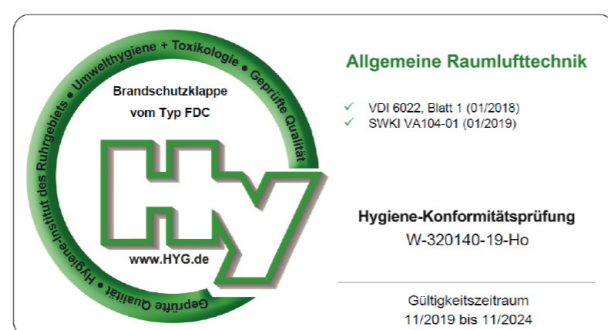 Hygiene-Institut des Ruhrgebiets • Umwelthygiene + Toxikologie • Geprüfte Qualität
Brandschutzklappe
vom Typ FDC
Hy
www.HYG.de
Geprüfte Qualität •
Allgemeine Raumlufttechnik
✓ VDI 6022, Blatt 1 (01/2018)
✓ SWKI VA104-01 (01/2019)
Hygiene-Konformitätsprüfung
W-320140-19-Ho
Gültigkeitszeitraum
11/2019 bis 11/2024